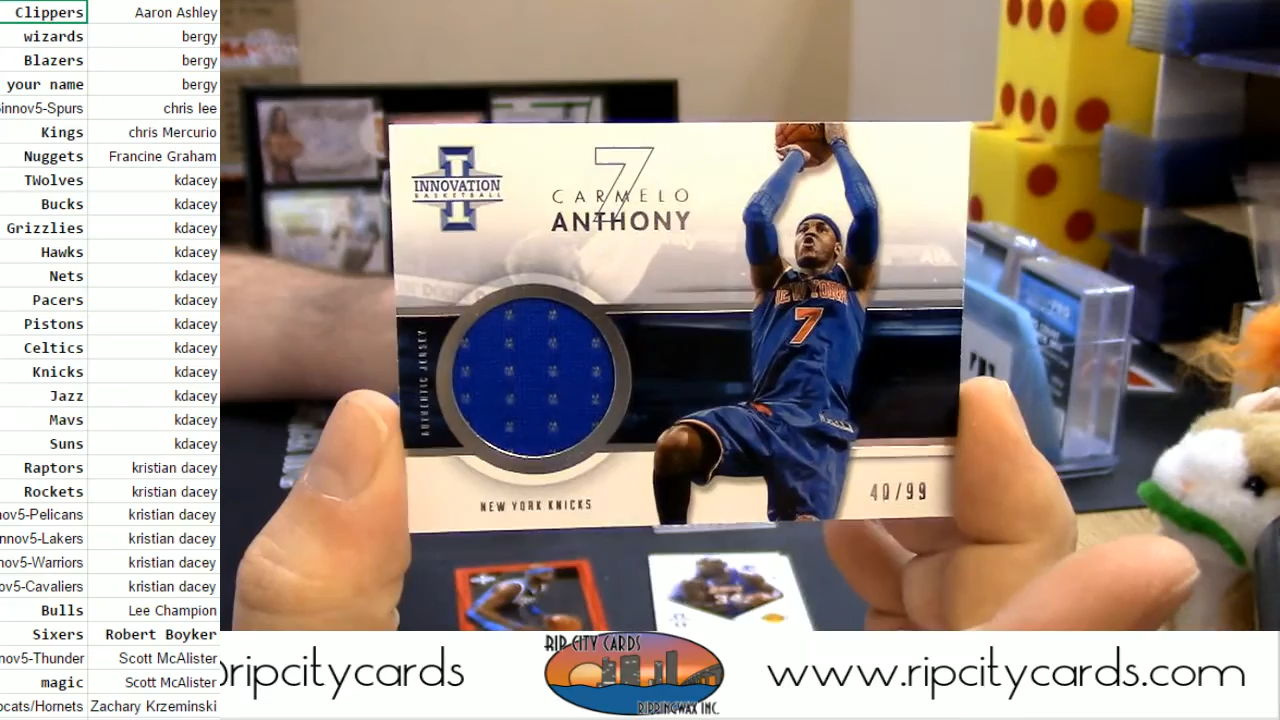 Clippers Aaron Ashley
wizards bergy
Blazers bergy
your name bergy
innov5-Spurs chris lee
Kings chris Mercurio
Nuggets Francine Graham
TWolves kdacey
Bucks kdacey
Grizzlies kdacey
Hawks kdacey
Nets kdacey
Pacers kdacey
Pistons kdacey
Celtics kdacey
Knicks kdacey
Jazz kdacey
Mavs kdacey
Suns kdacey
Raptors kristian dacey
Rockets kristian dacey
nov5-Pelicans kristian dacey
nnov5-Lakers kristian dacey
nov5-Warriors kristian dacey
nov5-Cavaliers kristian dacey
Bulls Lee Champion
Sixers Robert Boyker
nov5-Thunder Scott McAlister
magic Scott McAlister
bcats/Hornets Zachary Krzeminski
INNOVATION
BASKETBALL
7
CARMELO
ANTHONY
NEW YORK
7
AUTHENTIC JERSEY
NEW YORK KNICKS
40/99
ripcitycards
RIP CITY CARDS
RIPPINGWAX INC.
www.ripcitycards.com